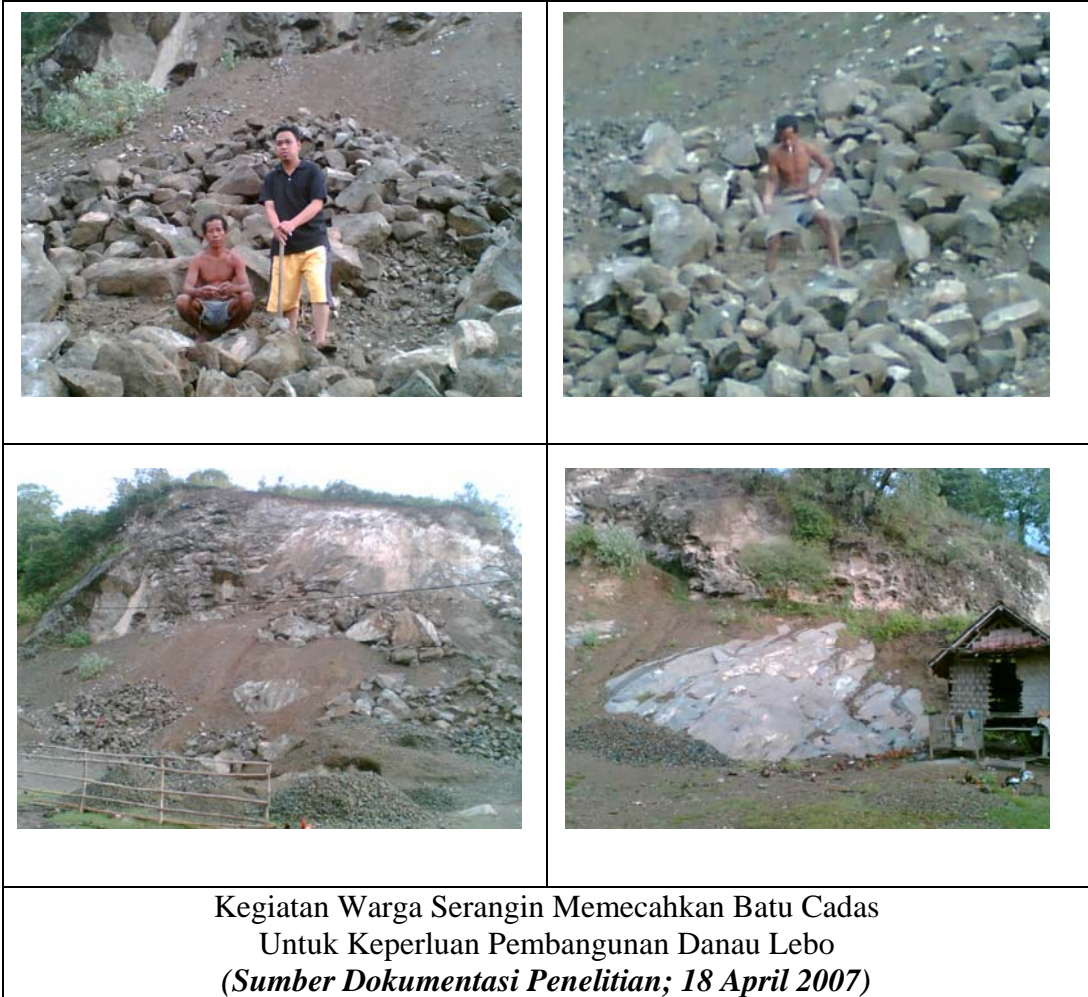 Kegiatan Warga Serangin Memecahkan Batu Cadas
Untuk Keperluan Pembangunan Danau Lebo
(Sumber Dokumentasi Penelitian; 18 April 2007)